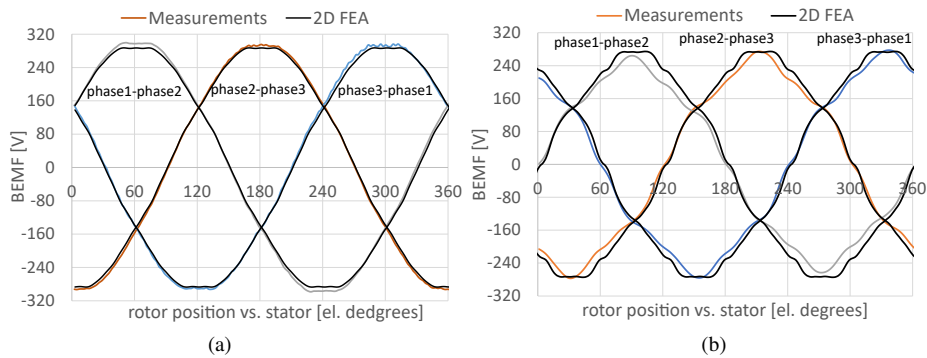 Measurements 2D FEA
320
240
160
80
0
-80
-160
-240
-320
BEMF [V]
phase1-phase2 phase2-phase3 phase3-phase1
0 60 120 180 240 300 360
rotor position vs. stator [el. dedgrees]
(a)
Measurements 2D FEA
320
240
160
80
0
-80
-160
-240
-320
BEMF [V]
phase1-phase2 phase2-phase3 phase3-phase1
0 60 120 180 240 300 360
rotor position vs. stator [el. dedgrees]
(b)